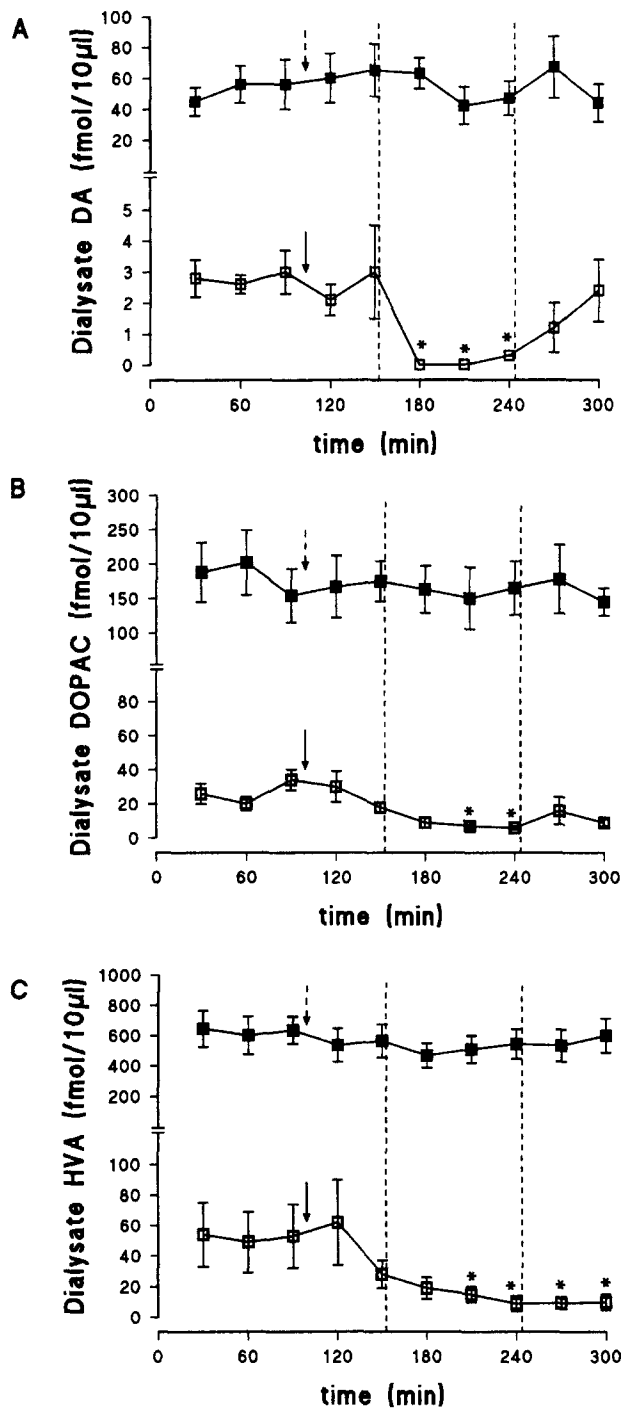 A
Dialysate DA (fmol/10μl)
100
80
60
40
20
5
4
3
2
1
0
* * *
0 60 120 180 240 300
time (min)
B
Dialysate DOPAC (fmol/10μl)
300
250
200
150
100
80
60
40
20
0
* *
0 60 120 180 240 300
time (min)
C
Dialysate HVA (fmol/10μl)
1000
800
600
400
200
100
80
60
40
20
0
* * * *
0 60 120 180 240 300
time (min)